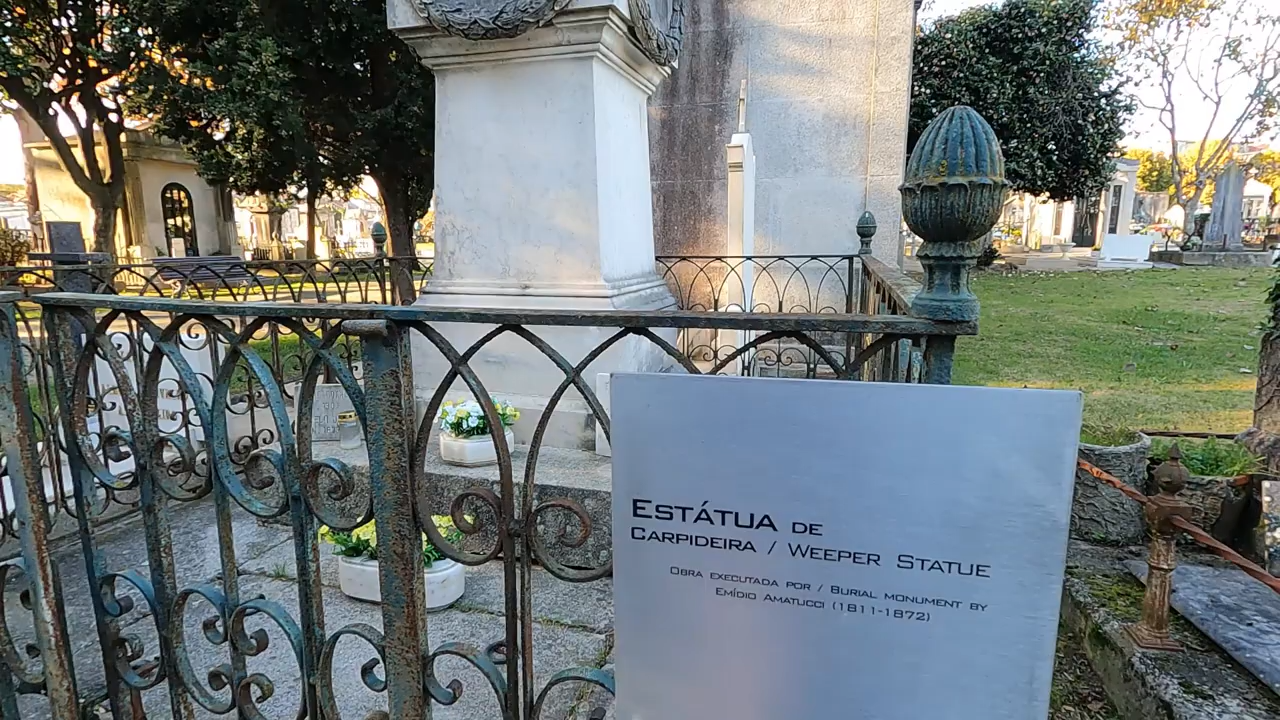 Estátua de
Carpideira / Weeper Statue
Obra executada por / Burial monument by
Emídio Amatucci (1811-1872)